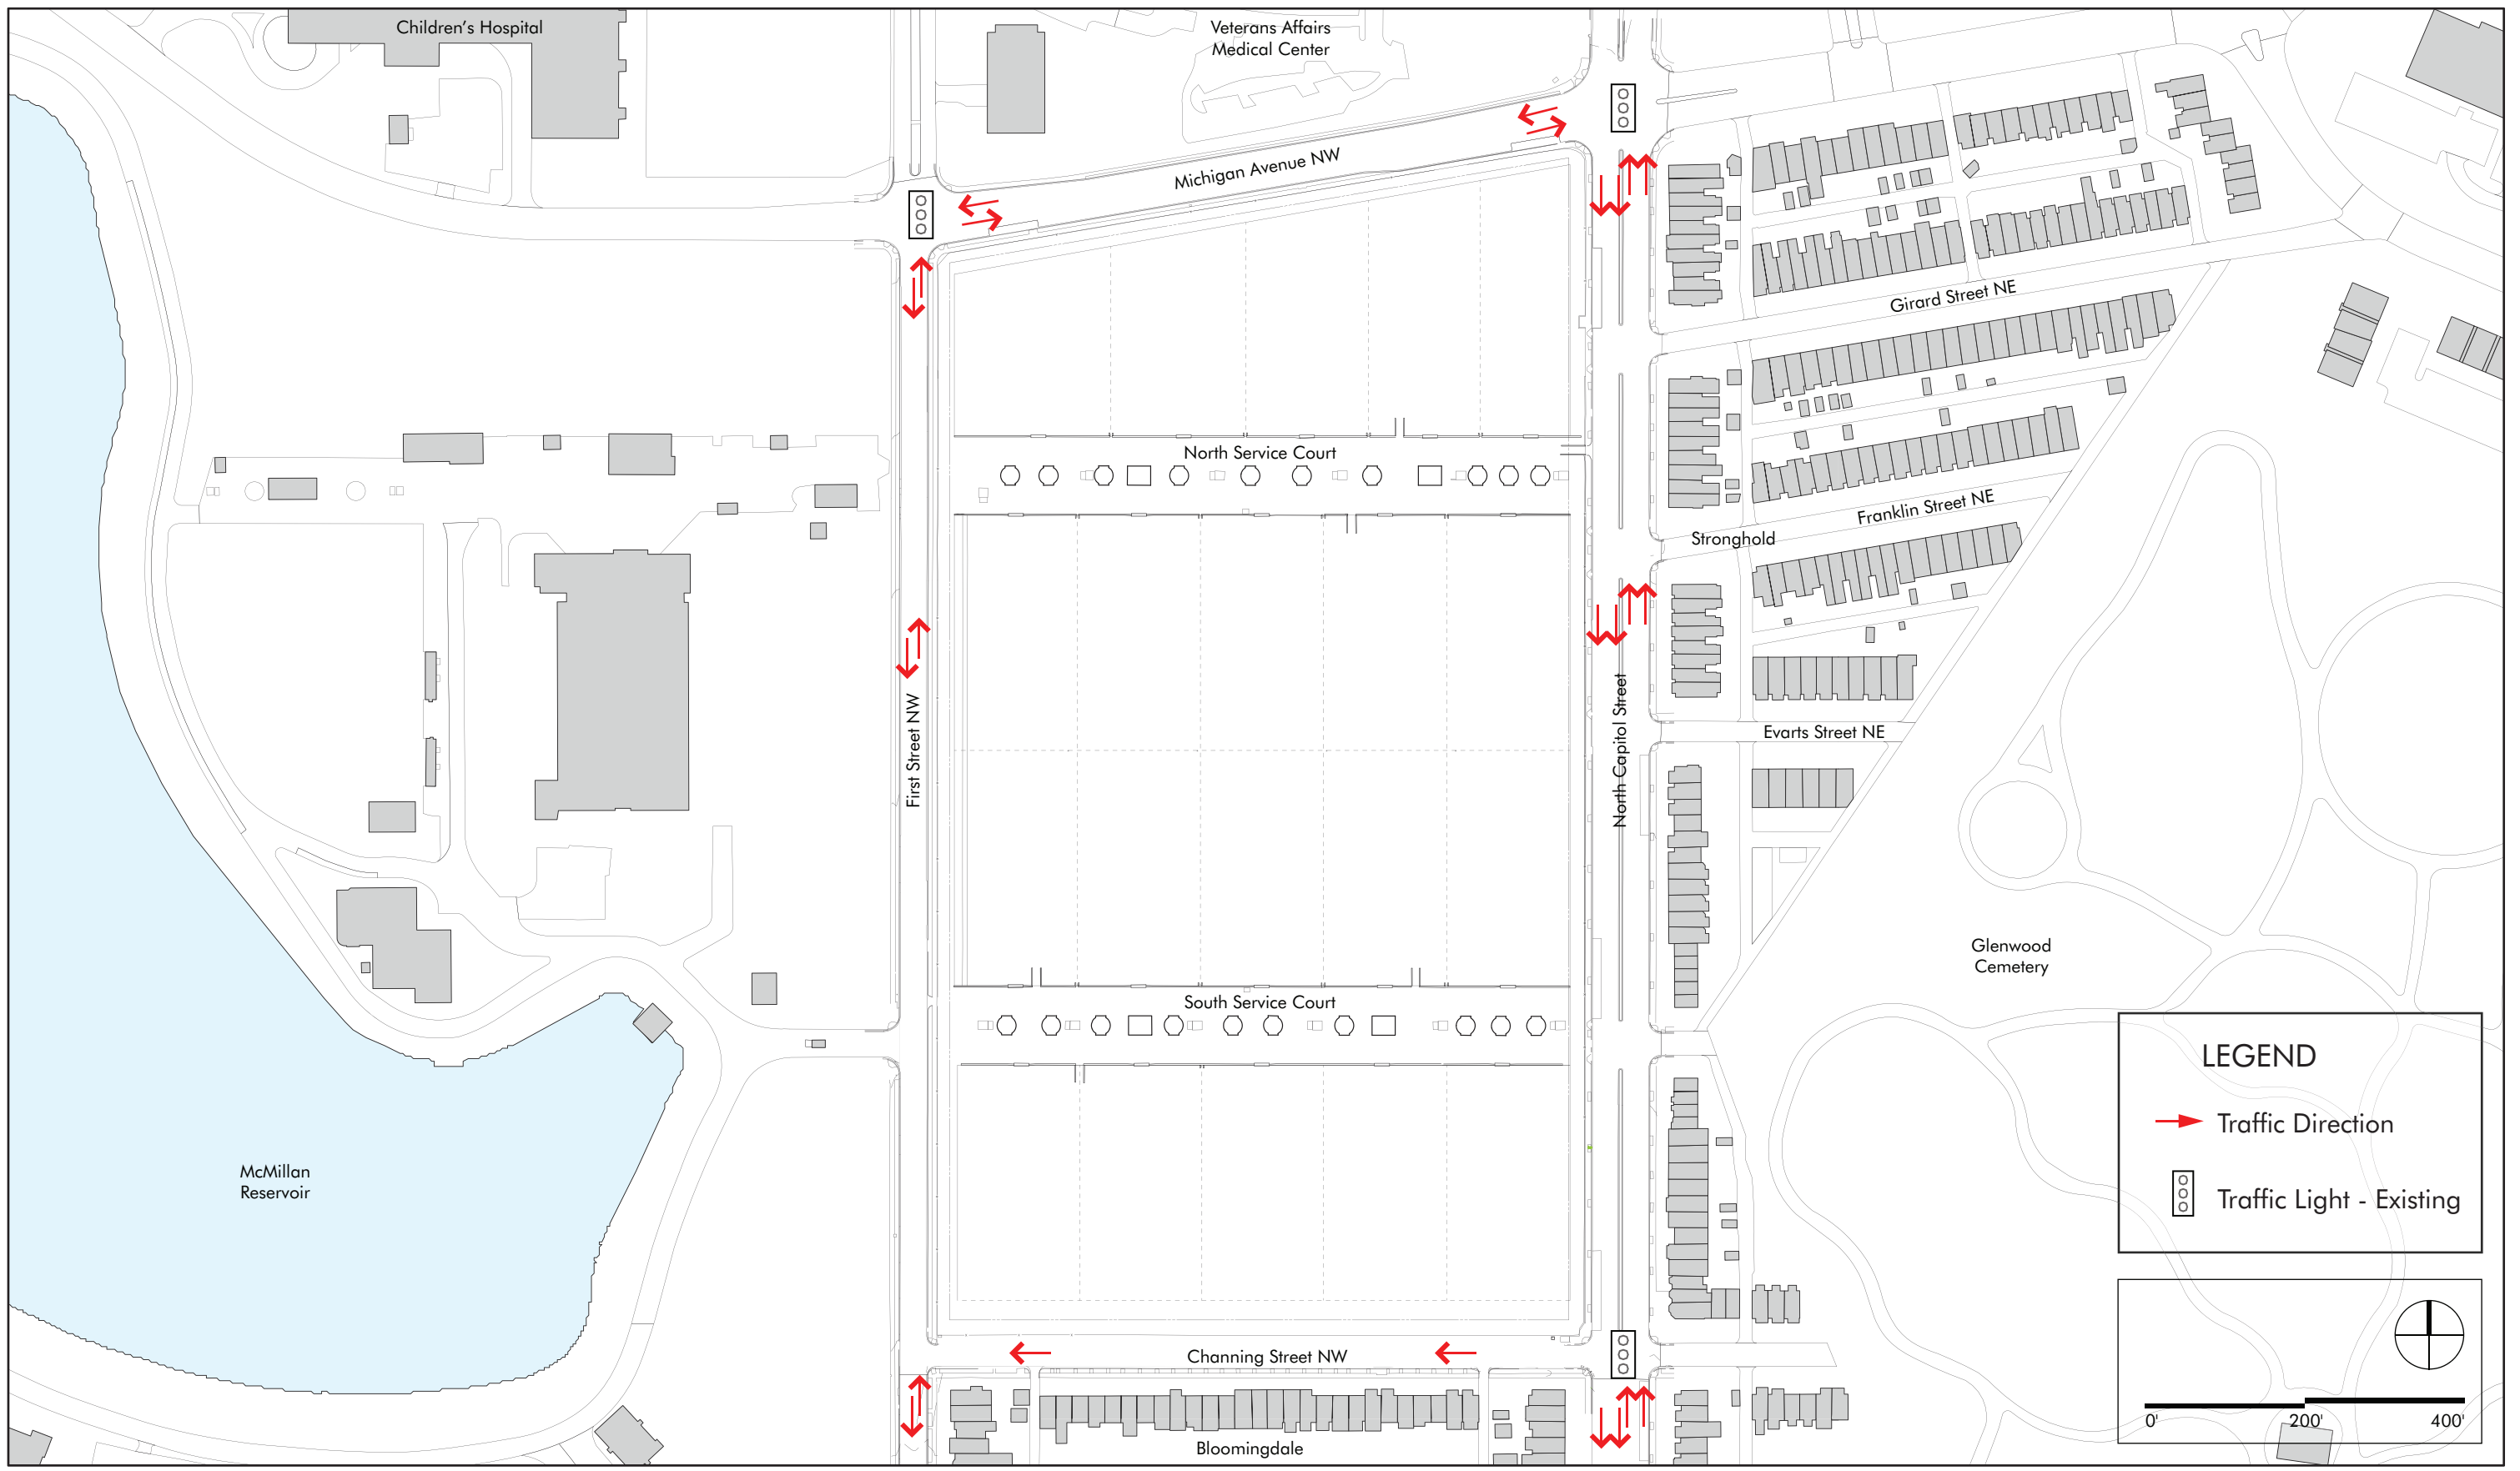 Children's Hospital
Veterans Affairs
Medical Center
Michigan Avenue NW
Girard Street NE
North Service Court
Franklin Street NE
Stronghold
First Street NW
North Capitol Street
Evarts Street NE
Glenwood
Cemetery
South Service Court
McMillan
Reservoir
LEGEND
Traffic Direction
Traffic Light - Existing
Channing Street NW
Bloomingdale
0' 200' 400'